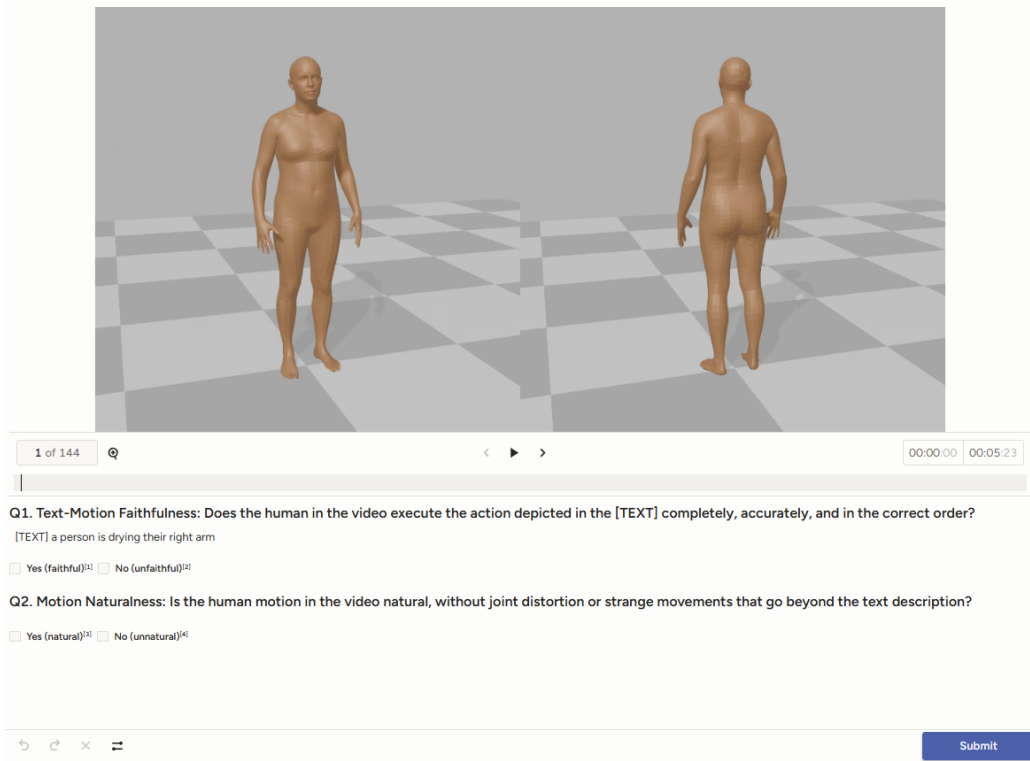 1 of 144
00:00:00 00:05:23
Q1. Text-Motion Faithfulness: Does the human in the video execute the action depicted in the [TEXT] completely, accurately, and in the correct order?
[TEXT] a person is drying their right arm
Yes (faithful)[1] No (unfaithful)[2]
Q2. Motion Naturalness: Is the human motion in the video natural, without joint distortion or strange movements that go beyond the text description?
Yes (natural)[3] No (unnatural)[4]
Submit